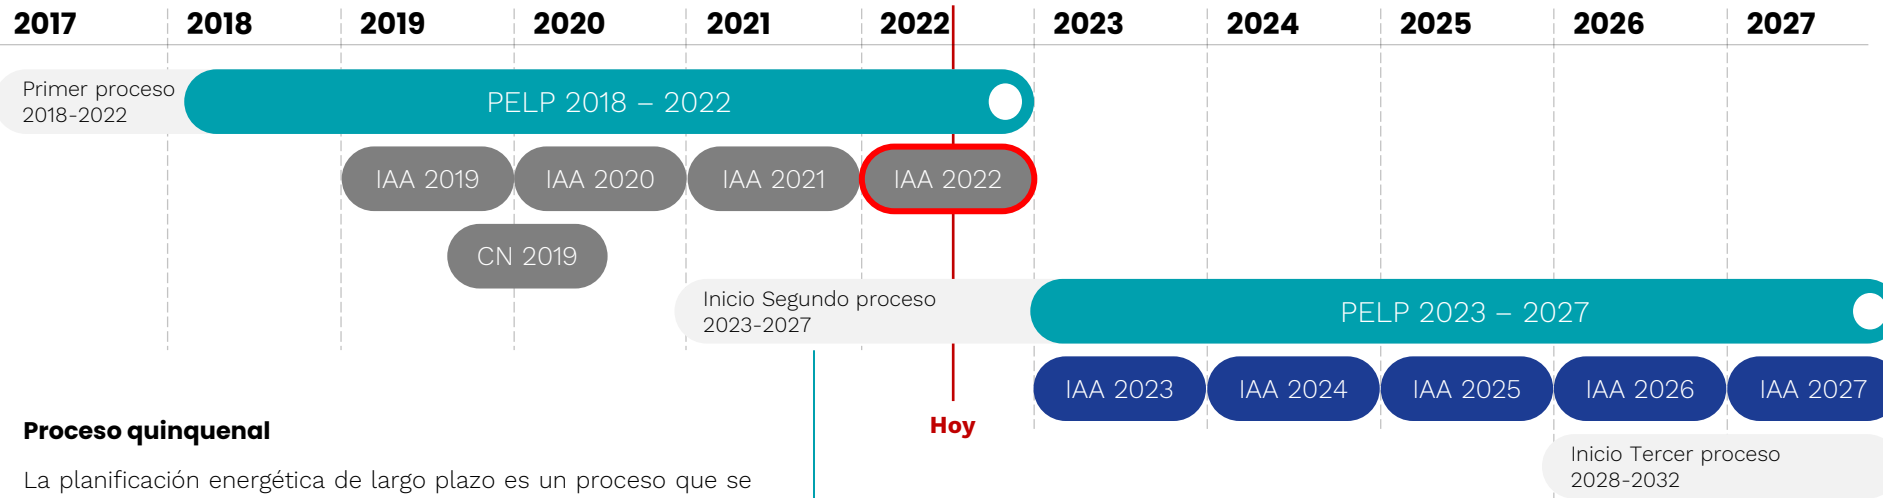 2017 2018 2019 2020 2021 2022 2023 2024 2025 2026 2027
Primer proceso
2018-2022
PELP 2018 – 2022
IAA 2019 IAA 2020 IAA 2021 IAA 2022
CN 2019
Inicio Segundo proceso
2023-2027
PELP 2023 – 2027
IAA 2023 IAA 2024 IAA 2025 IAA 2026 IAA 2027
Hoy
Inicio Tercer proceso
2028-2032
Proceso quinquenal
La planificación energética de largo plazo es un proceso que se